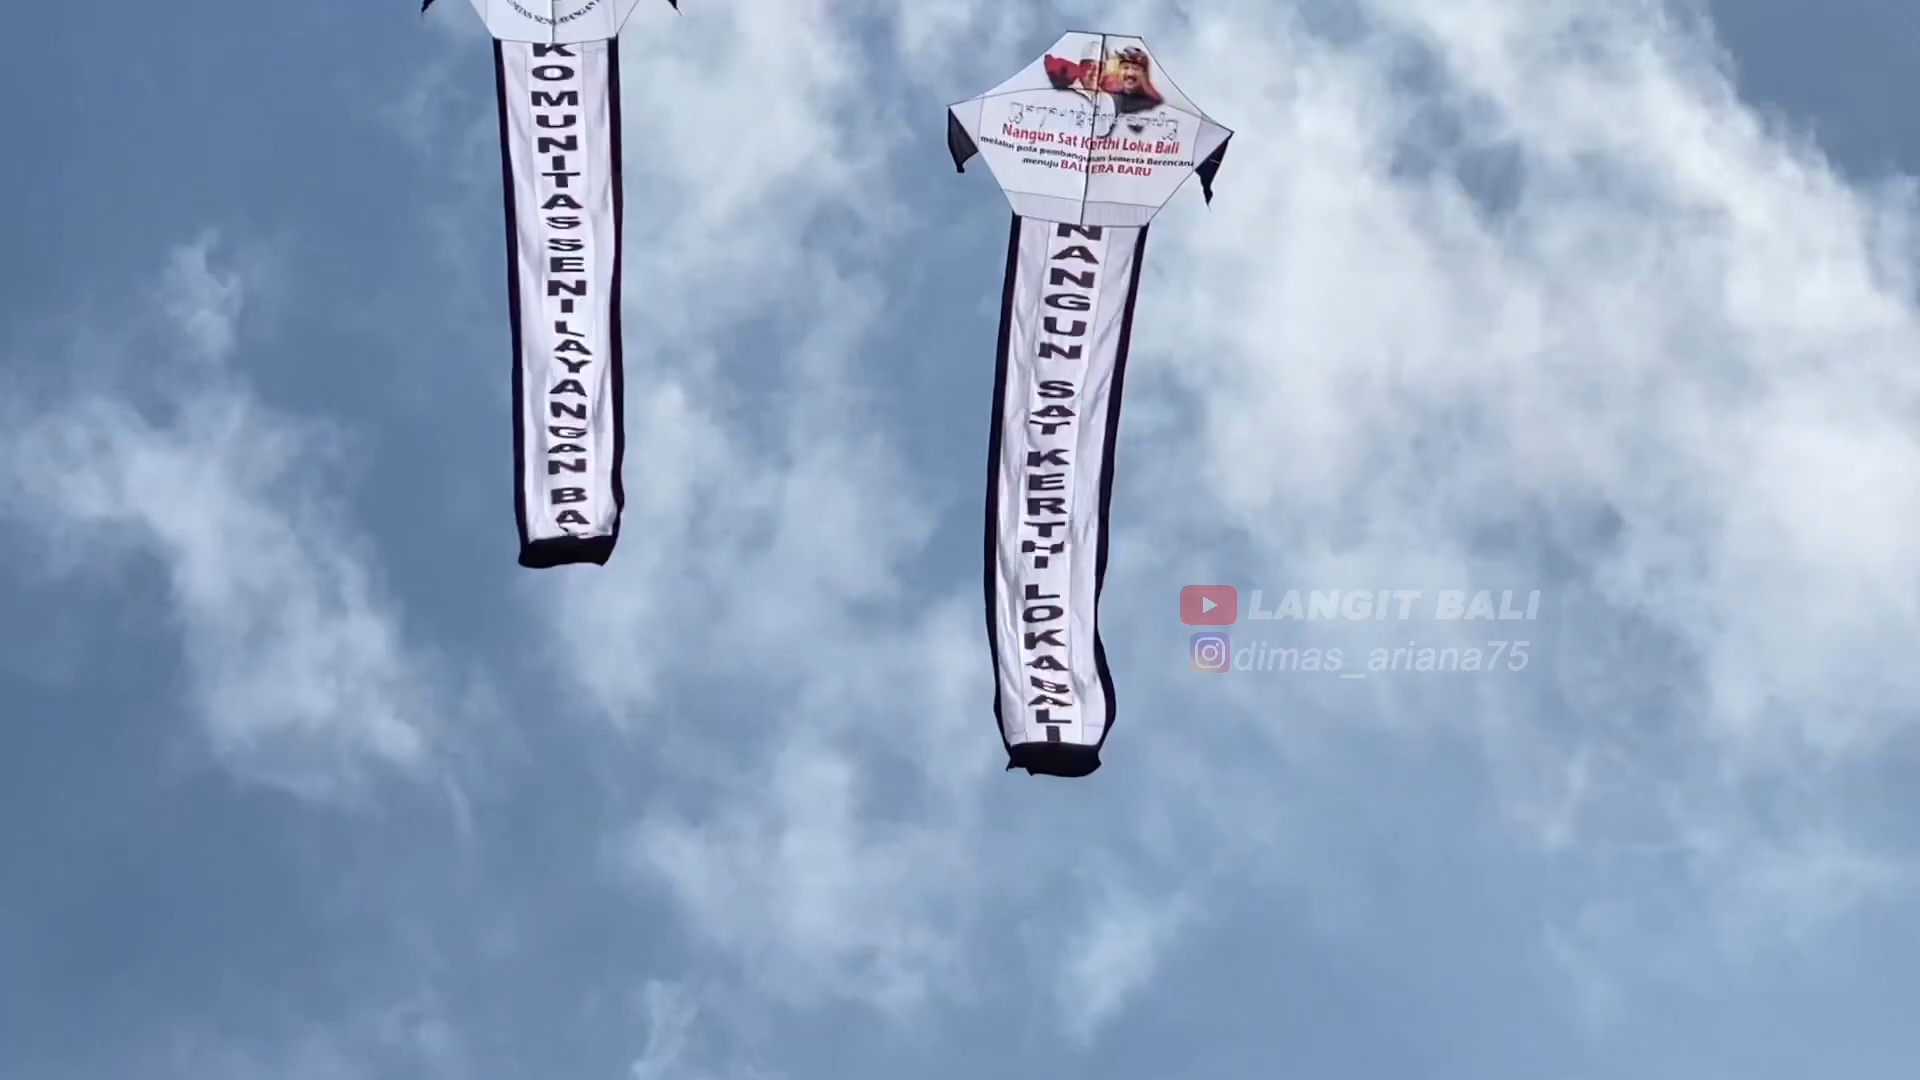 KOMUNITAS SENI LAYANGAN BA
Nangun Sat Kerthi Loka Bali
melalui pola pembangunan Semesta Berencana
menuju BALI ERA BARU
NANGUN SAT KERTHI LOKA BALI
LANGIT BALI
dimas_ariana75